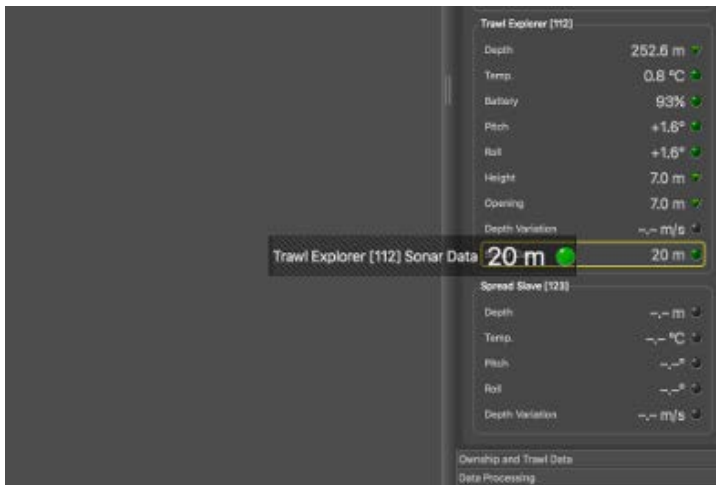 Trawl Explorer [112]
Depth 252.6 m
Temp. 0.8 °C
Battery 93%
Pitch +1.6°
Roll +1.6°
Height 7.0 m
Opening 7.0 m
Depth Variation -.-- m/s
Trawl Explorer [112] Sonar Data 20 m 20 m
Spread Slave [123]
Depth -.-- m
Temp. -.-- °C
Pitch -.--°
Roll -.--°
Depth Variation -.-- m/s
Ownship and Trawl Data
Data Processing